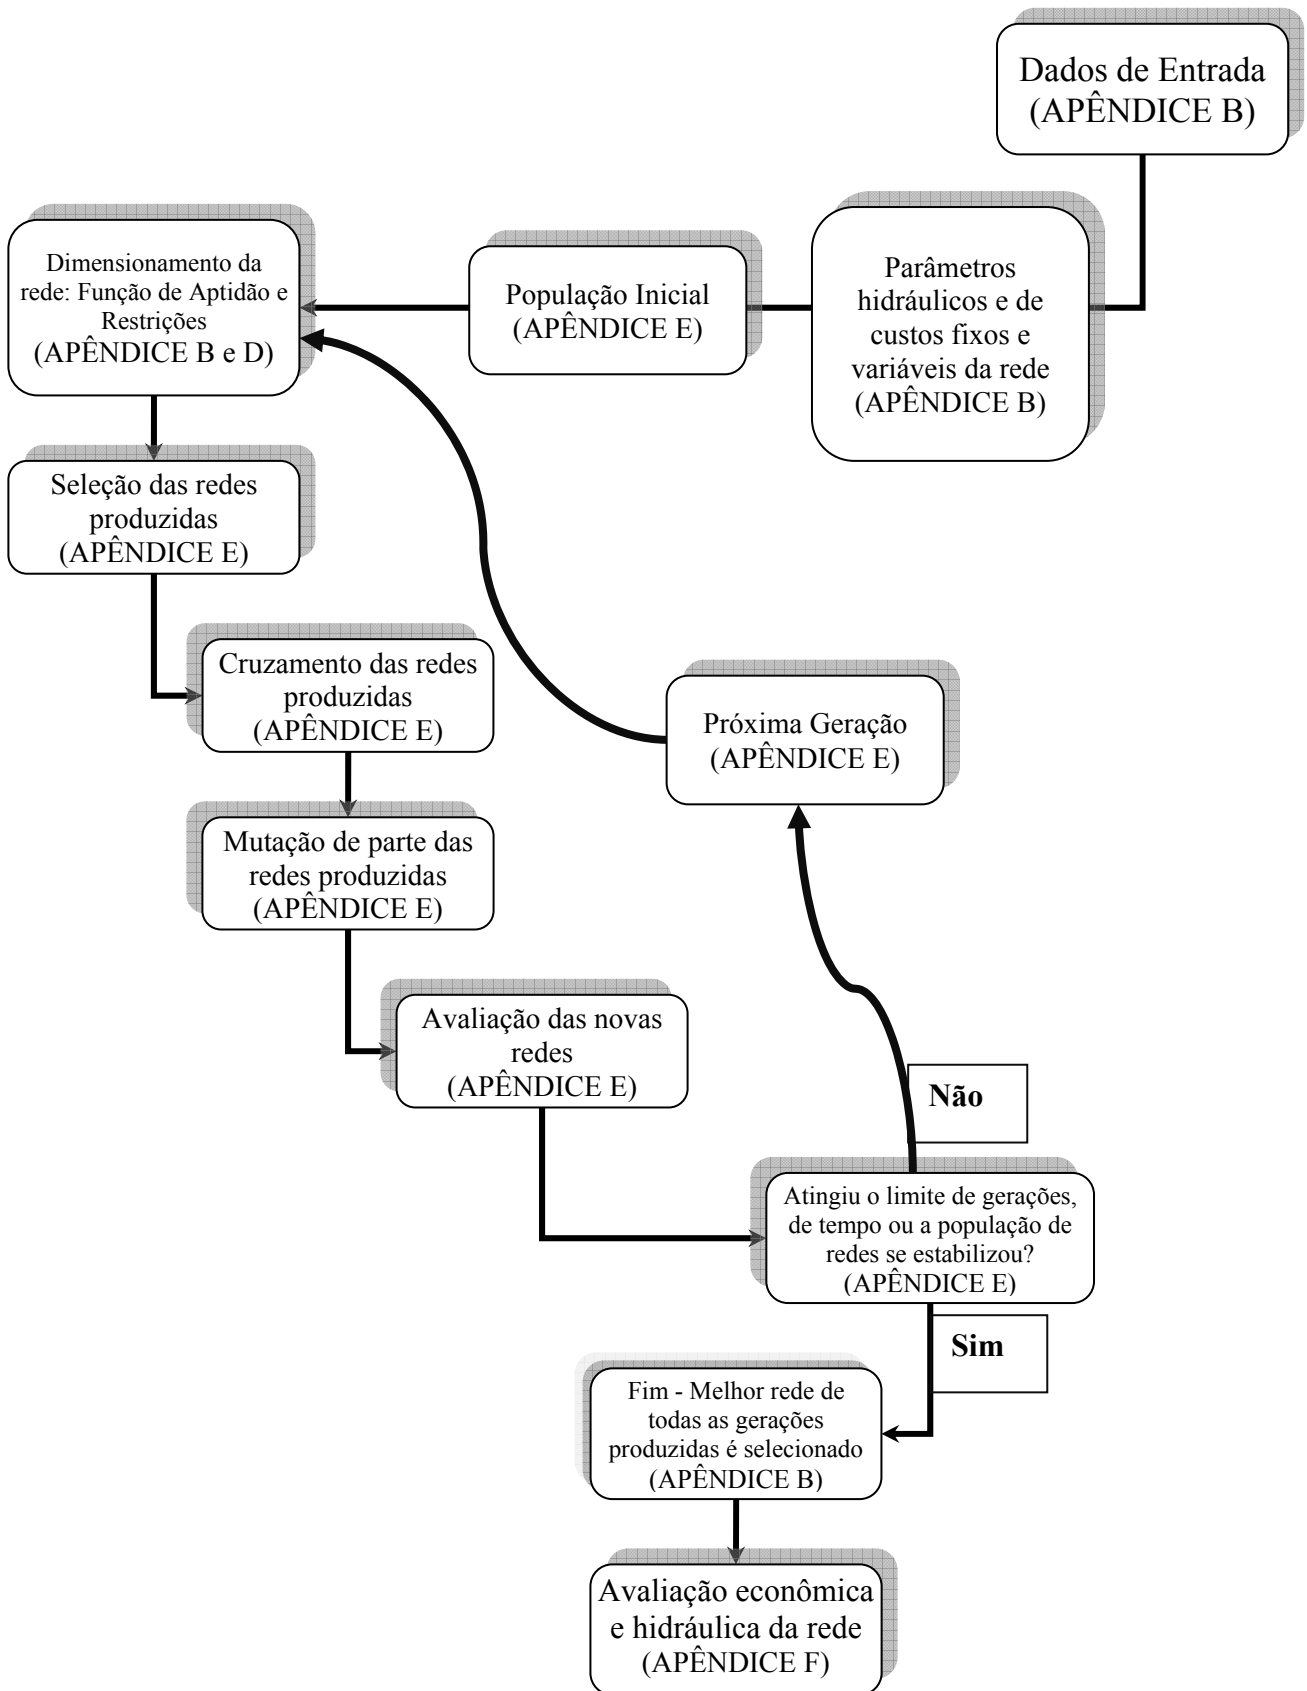 Dados de Entrada
(APÊNDICE B)
Parâmetros
hidráulicos e de
custos fixos e
variáveis da rede
(APÊNDICE B)
População Inicial
(APÊNDICE E)
Dimensionamento da
rede: Função de Aptidão e
Restrições
(APÊNDICE B e D)
Seleção das redes
produzidas
(APÊNDICE E)
Cruzamento das redes
produzidas
(APÊNDICE E)
Mutação de parte das
redes produzidas
(APÊNDICE E)
Avaliação das novas
redes
(APÊNDICE E)
Próxima Geração
(APÊNDICE E)
Não
Atingiu o limite de gerações,
de tempo ou a população de
redes se estabilizou?
(APÊNDICE E)
Sim
Fim - Melhor rede de
todas as gerações
produzidas é selecionado
(APÊNDICE B)
Avaliação econômica
e hidráulica da rede
(APÊNDICE F)